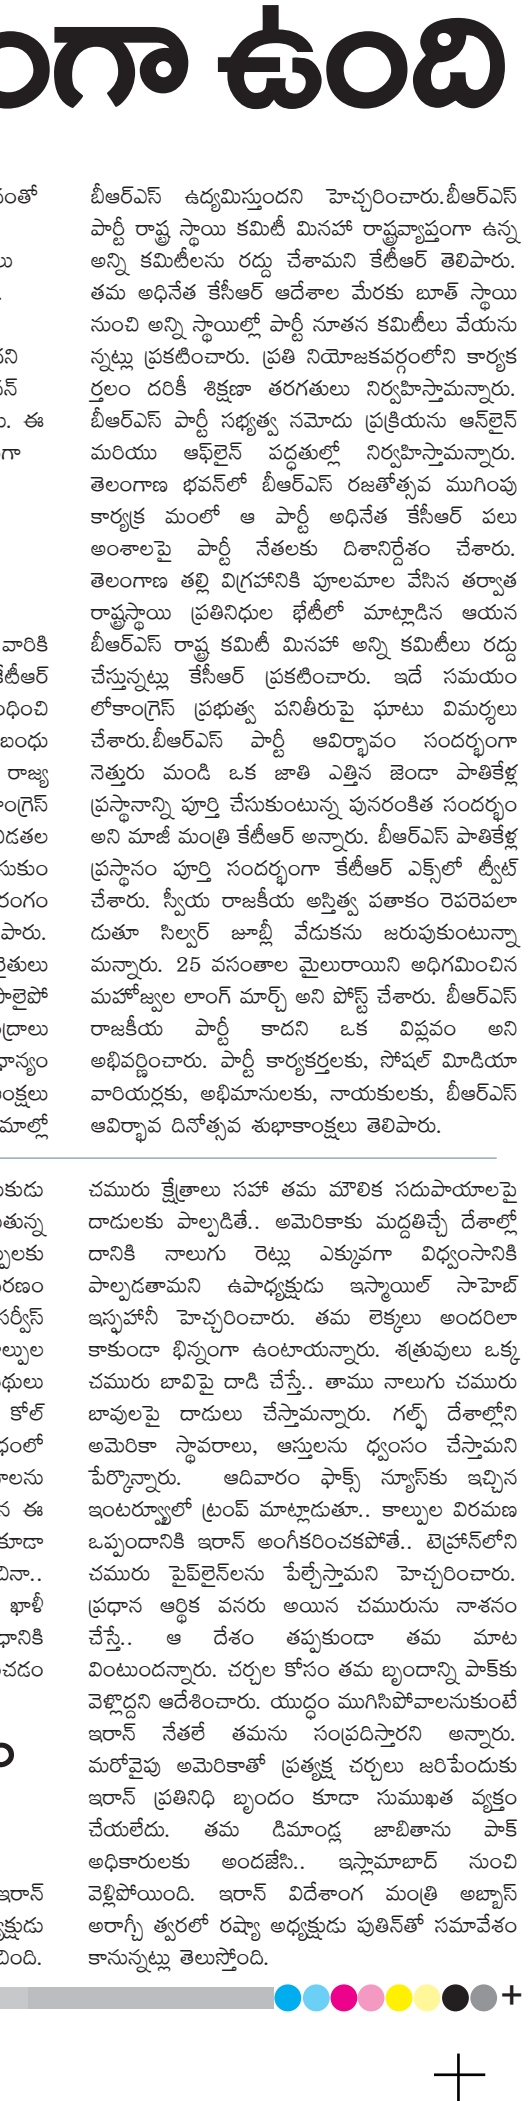 ంగా ఉంది
బీఆర్ఎస్ ఉద్యమిస్తుందని హెచ్చరించారు.బీఆర్ఎస్
పార్టీ రాష్ట్ర స్థాయి కమిటీ మినహా రాష్ట్రవ్యాప్తంగా ఉన్న
అన్ని కమిటీలను రద్దు చేశామని కేటీఆర్ తెలిపారు.
తమ అధినేత కేసీఆర్ ఆదేశాల మేరకు బూత్ స్థాయి
నుంచి అన్ని స్థాయిల్లో పార్టీ నూతన కమిటీలు వేయను
న్నట్లు ప్రకటించారు. ప్రతి నియోజకవర్గంలోని కార్యక
ర్తలం దరికీ శిక్షణా తరగతులు నిర్వహిస్తామన్నారు.
బీఆర్ఎస్ పార్టీ సభ్యత్వ నమోదు ప్రక్రియను ఆన్‌లైన్
మరియు ఆఫ్‌లైన్ పద్ధతుల్లో నిర్వహిస్తామన్నారు.
తెలంగాణ భవన్‌లో బీఆర్ఎస్ రజతోత్సవ ముగింపు
కార్యక్ర మంలో ఆ పార్టీ అధినేత కేసీఆర్ పలు
అంశాలపై పార్టీ నేతలకు దిశానిర్దేశం చేశారు.
తెలంగాణ తల్లి విగ్రహానికి పూలమాల వేసిన తర్వాత
రాష్ట్రస్థాయి ప్రతినిధుల భేటీలో మాట్లాడిన ఆయన
బీఆర్ఎస్ రాష్ట్ర కమిటీ మినహా అన్ని కమిటీలు రద్దు
చేస్తున్నట్లు కేసీఆర్ ప్రకటించారు. ఇదే సమయం
లోకాంగ్రెస్ ప్రభుత్వ పనితీరుపై ఘాటు విమర్శలు
చేశారు.బీఆర్ఎస్ పార్టీ ఆవిర్భావం సందర్భంగా
నెత్తురు మండి ఒక జాతి ఎత్తిన జెండా పాతికేళ్ల
ప్రస్థానాన్ని పూర్తి చేసుకుంటున్న పునరంకిత సందర్భం
అని మాజీ మంత్రి కేటీఆర్ అన్నారు. బీఆర్ఎస్ పాతికేళ్ల
ప్రస్థానం పూర్తి సందర్భంగా కేటీఆర్ ఎక్స్‌లో ట్వీట్
చేశారు. స్వీయ రాజకీయ అస్తిత్వ పతాకం రెపరెపలా
డుతూ సిల్వర్ జూబ్లీ వేడుకను జరుపుకుంటున్నా
మన్నారు. 25 వసంతాల మైలురాయిని అధిగమించిన
మహోజ్వల లాంగ్ మార్చ్ అని పోస్ట్ చేశారు. బీఆర్ఎస్
రాజకీయ పార్టీ కాదని ఒక విప్లవం అని
అభివర్ణించారు. పార్టీ కార్యకర్తలకు, సోషల్ మీడియా
వారియర్లకు, అభిమానులకు, నాయకులకు, బీఆర్ఎస్
ఆవిర్భావ దినోత్సవ శుభాకాంక్షలు తెలిపారు.
చమురు క్షేత్రాలు సహా తమ మౌలిక సదుపాయాలపై
దాడులకు పాల్పడితే.. అమెరికాకు మద్దతిచ్చే దేశాల్లో
దానికి నాలుగు రెట్లు ఎక్కువగా విధ్వంసానికి
పాల్పడతామని ఉపాధ్యక్షుడు ఇస్మాయిల్ సాహెబ్
ఇస్ఫహానీ హెచ్చరించారు. తమ లెక్కలు అందరిలా
కాకుండా భిన్నంగా ఉంటాయన్నారు. శత్రువులు ఒక్క
చమురు బావిపై దాడి చేస్తే.. తాము నాలుగు చమురు
బావులపై దాడులు చేస్తామన్నారు. గల్ఫ్ దేశాల్లోని
అమెరికా స్థావరాలు, ఆస్తులను ధ్వంసం చేస్తామని
పేర్కొన్నారు. ఆదివారం ఫాక్స్ న్యూస్‌కు ఇచ్చిన
ఇంటర్వ్యూలో ట్రంప్ మాట్లాడుతూ.. కాల్పుల విరమణ
ఒప్పందానికి ఇరాన్ అంగీకరించకపోతే.. టెహ్రాన్‌లోని
చమురు పైప్‌లైన్‌లను పేల్చేస్తామని హెచ్చరించారు.
ప్రధాన ఆర్థిక వనరు అయిన చమురును నాశనం
చేస్తే.. ఆ దేశం తప్పకుండా తమ మాట
వింటుందన్నారు. చర్చల కోసం తమ బృందాన్ని పాక్‌కు
వెళ్లొద్దని ఆదేశించారు. యుద్ధం ముగిసిపోవాలనుకుంటే
ఇరాన్ నేతలే తమను సంప్రదిస్తారని అన్నారు.
మరోవైపు అమెరికాతో ప్రత్యక్ష చర్చలు జరిపేందుకు
ఇరాన్ ప్రతినిధి బృందం కూడా సుముఖత వ్యక్తం
చేయలేదు. తమ డిమాండ్ల జాబితాను పాక్
అధికారులకు అందజేసి.. ఇస్లామాబాద్ నుంచి
వెళ్లిపోయింది. ఇరాన్ విదేశాంగ మంత్రి అబ్బాస్
అరాగ్చీ త్వరలో రష్యా అధ్యక్షుడు పుతిన్‌తో సమావేశం
కానున్నట్లు తెలుస్తోంది.